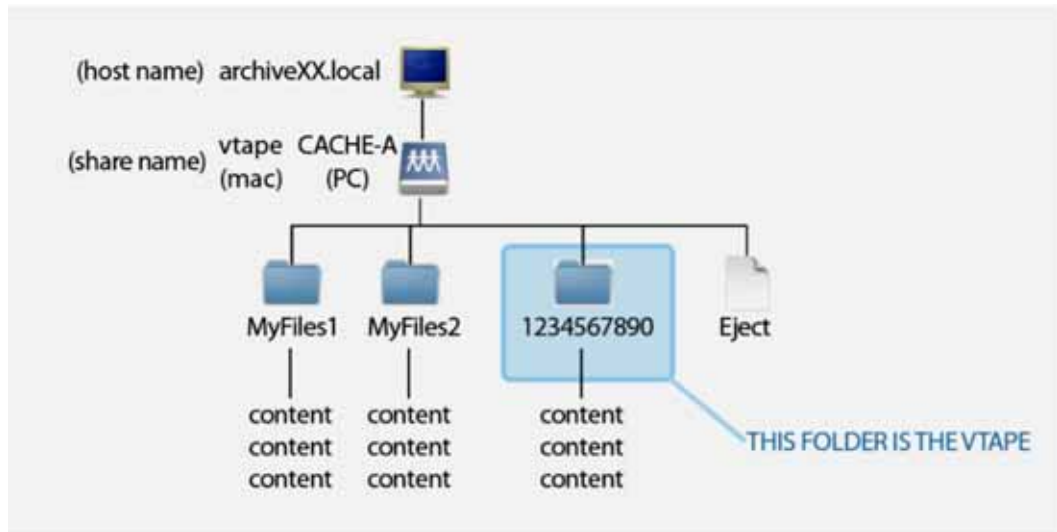 (host name) archiveXX.local
(share name) vtape (mac) CACHE-A (PC)
MyFiles1 MyFiles2 1234567890 Eject
content content content
content content content
content content content
THIS FOLDER IS THE VTAPE